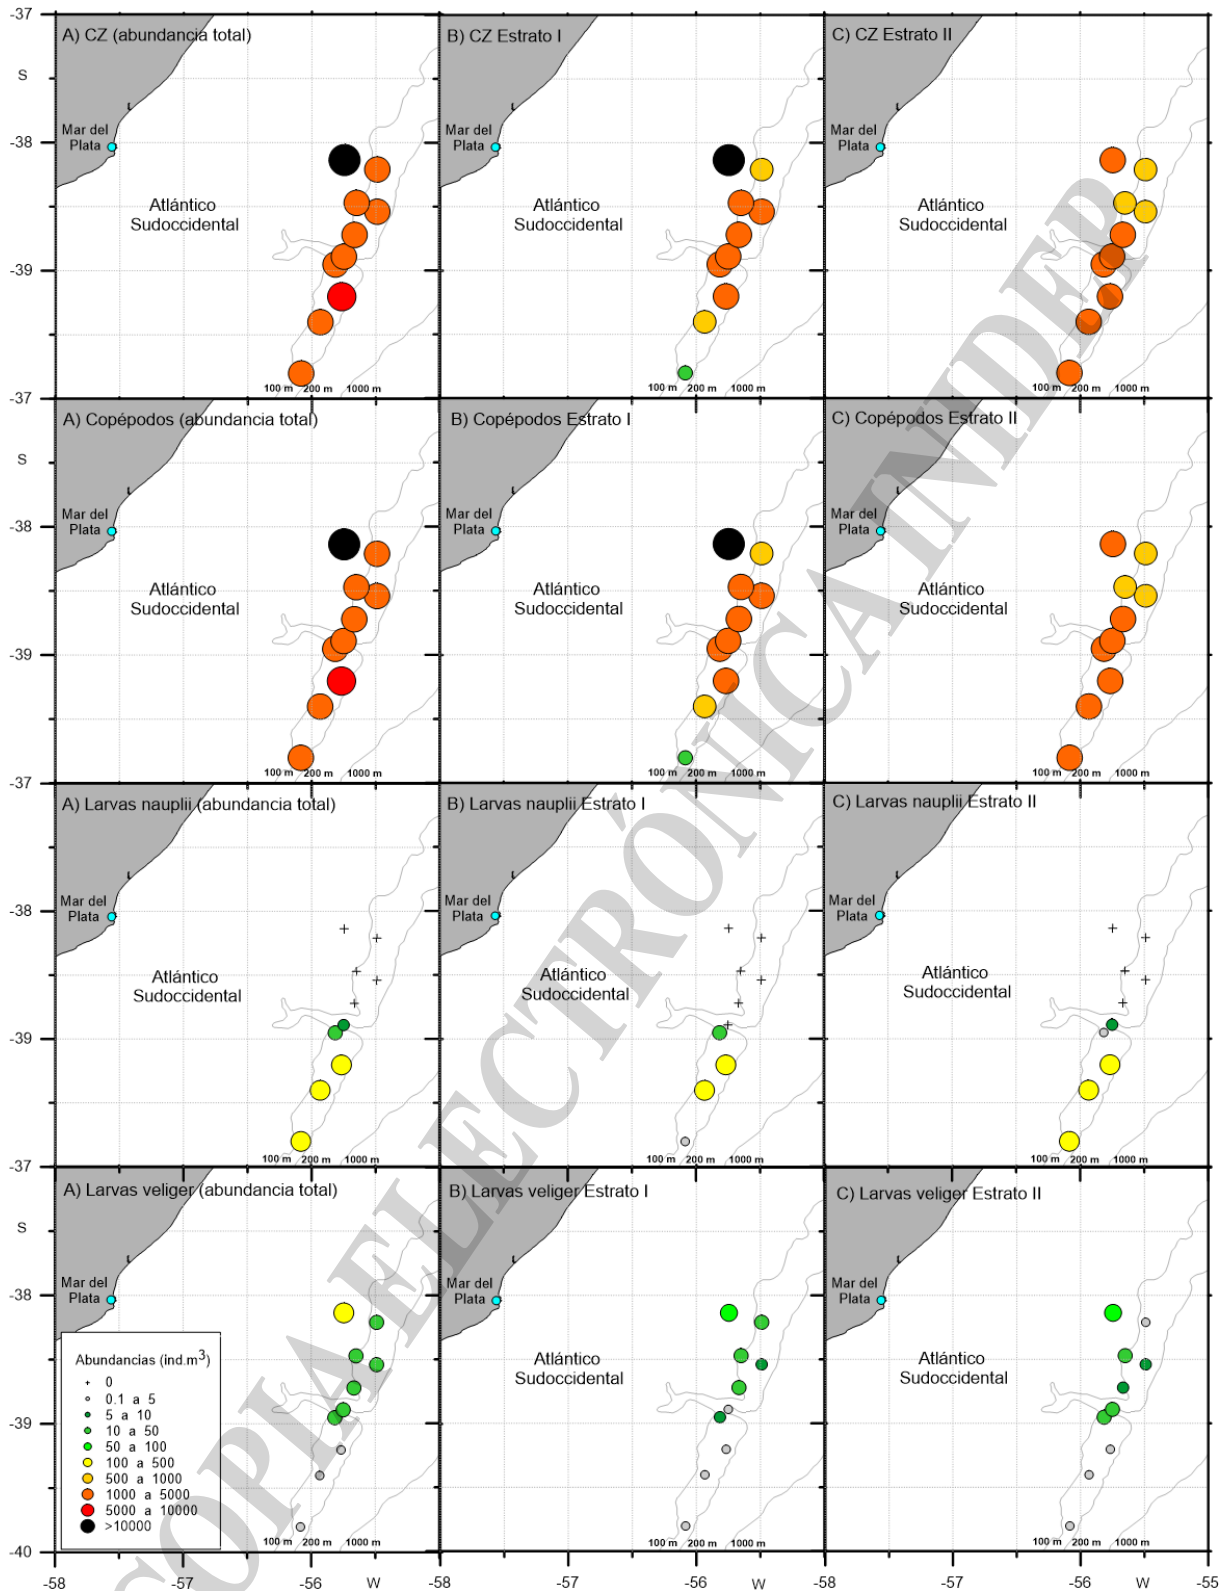 -37
A) CZ (abundancia total)
B) CZ Estrato I
C) CZ Estrato II
S
Mar del
Plata
Mar del
Plata
Mar del
Plata
-38
Atlántico
Sudoccidental
Atlántico
Sudoccidental
Atlántico
Sudoccidental
-39
100 m 200 m 1000 m
100 m 200 m 1000 m
100 m 200 m 1000 m
-37
A) Copépodos (abundancia total)
B) Copépodos Estrato I
C) Copépodos Estrato II
S
Mar del
Plata
Mar del
Plata
Mar del
Plata
-38
Atlántico
Sudoccidental
Atlántico
Sudoccidental
Atlántico
Sudoccidental
-39
100 m 200 m 1000 m
100 m 200 m 1000 m
100 m 200 m 1000 m
-37
A) Larvas nauplii (abundancia total)
B) Larvas nauplii Estrato I
C) Larvas nauplii Estrato II
Mar del
Plata
Mar del
Plata
Mar del
Plata
-38
Atlántico
Sudoccidental
Atlántico
Sudoccidental
Atlántico
Sudoccidental
-39
100 m 200 m 1000 m
100 m 200 m 1000 m
100 m 200 m 1000 m
-37
A) Larvas veliger (abundancia total)
B) Larvas veliger Estrato I
C) Larvas veliger Estrato II
S
Mar del
Plata
Mar del
Plata
Mar del
Plata
-38
Atlántico
Sudoccidental
Atlántico
Sudoccidental
-39
Abundancias (ind.m3)
0
0.1 a 5
5 a 10
10 a 50
50 a 100
100 a 500
500 a 1000
1000 a 5000
5000 a 10000
>10000
100 m 200 m 1000 m
100 m 200 m 1000 m
100 m 200 m 1000 m
-40
-58
-57
-56
W
-58
-57
-56
W
-58
-57
-56
W
-55
COPIA ELECTRÓNICA INIDEP